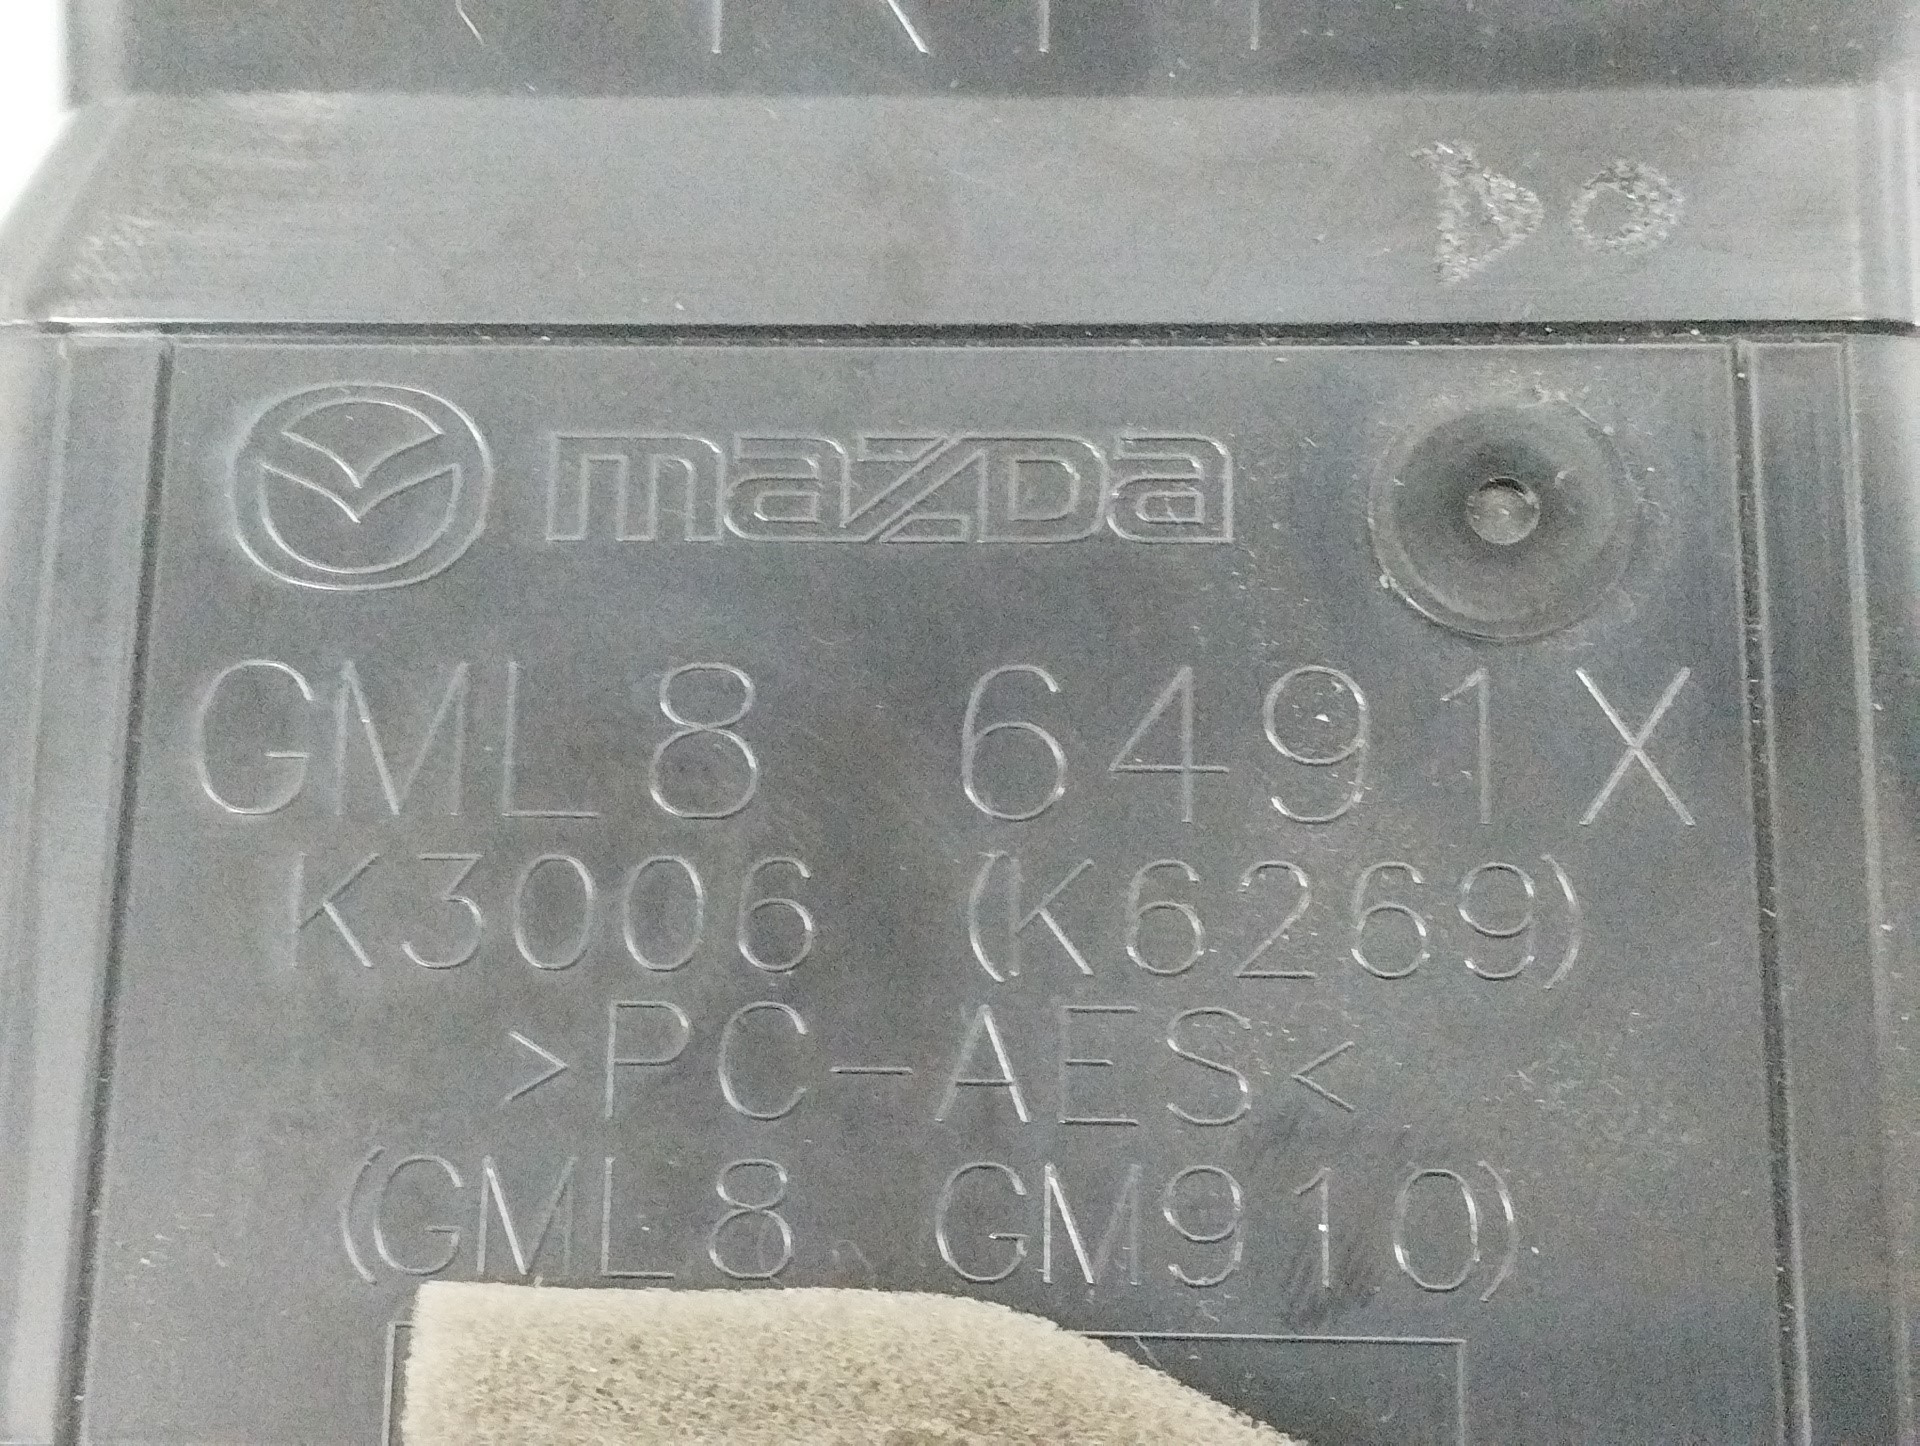 mazda
GML8 6491X
K3006 (K6269)
>PC-AES<
(GML8 GM910)